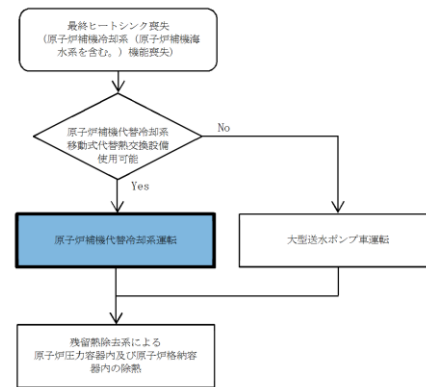 最終ヒートシンク喪失
(原子炉補機冷却系(原子炉補機海
水系を含む。)機能喪失)
原子炉補機代替冷却系
移動式代替熱交換設備
使用可能
No
Yes
原子炉補機代替冷却系運転
大型送水ポンプ車運転
残留熱除去系による
原子炉圧力容器内及び原子炉格納容
器内の除熱